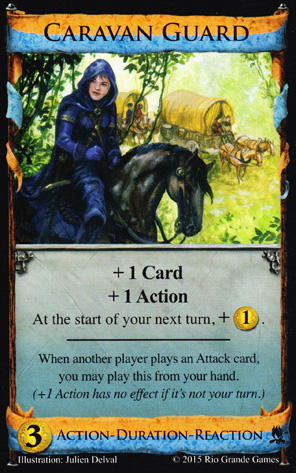 Caravan Guard
+1 Card
+1 Action
At the start of your next turn, + 1 .
When another player plays an Attack card,
you may play this from your hand.
(+1 Action has no effect if it's not your turn.)
3 Action-Duration-Reaction
Illustration: Julien Delval © 2015 Rio Grande Games